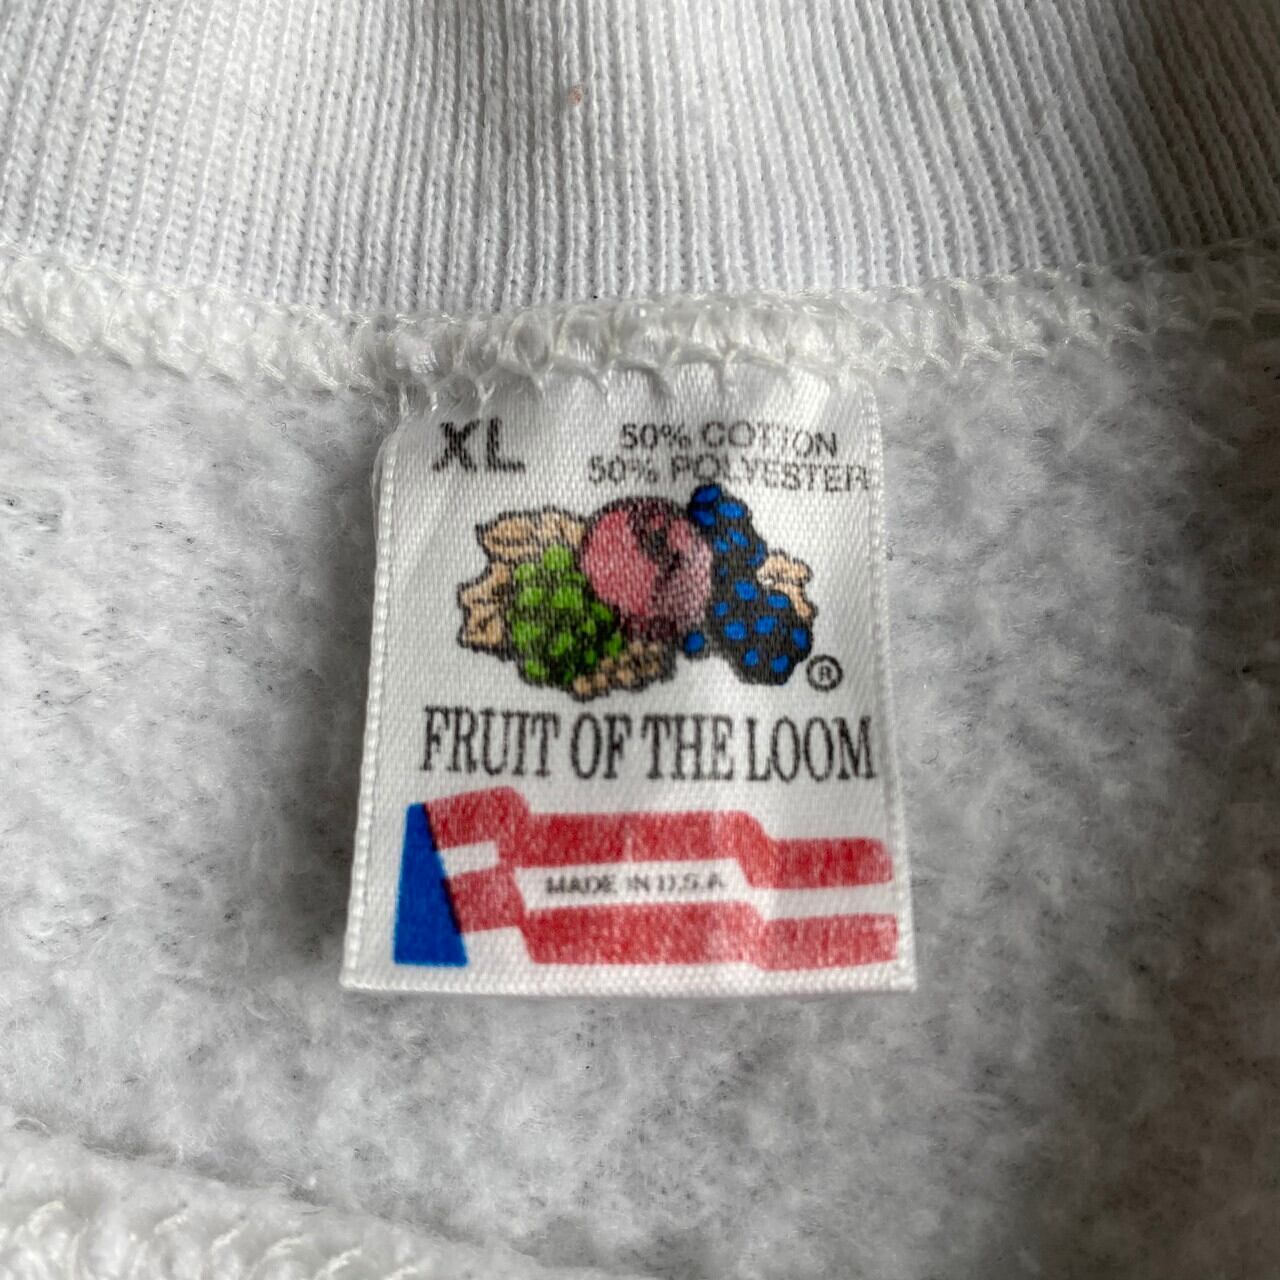 XL
50% COTTON
50% POLYESTER
®
FRUIT OF THE LOOM
MADE IN U.S.A